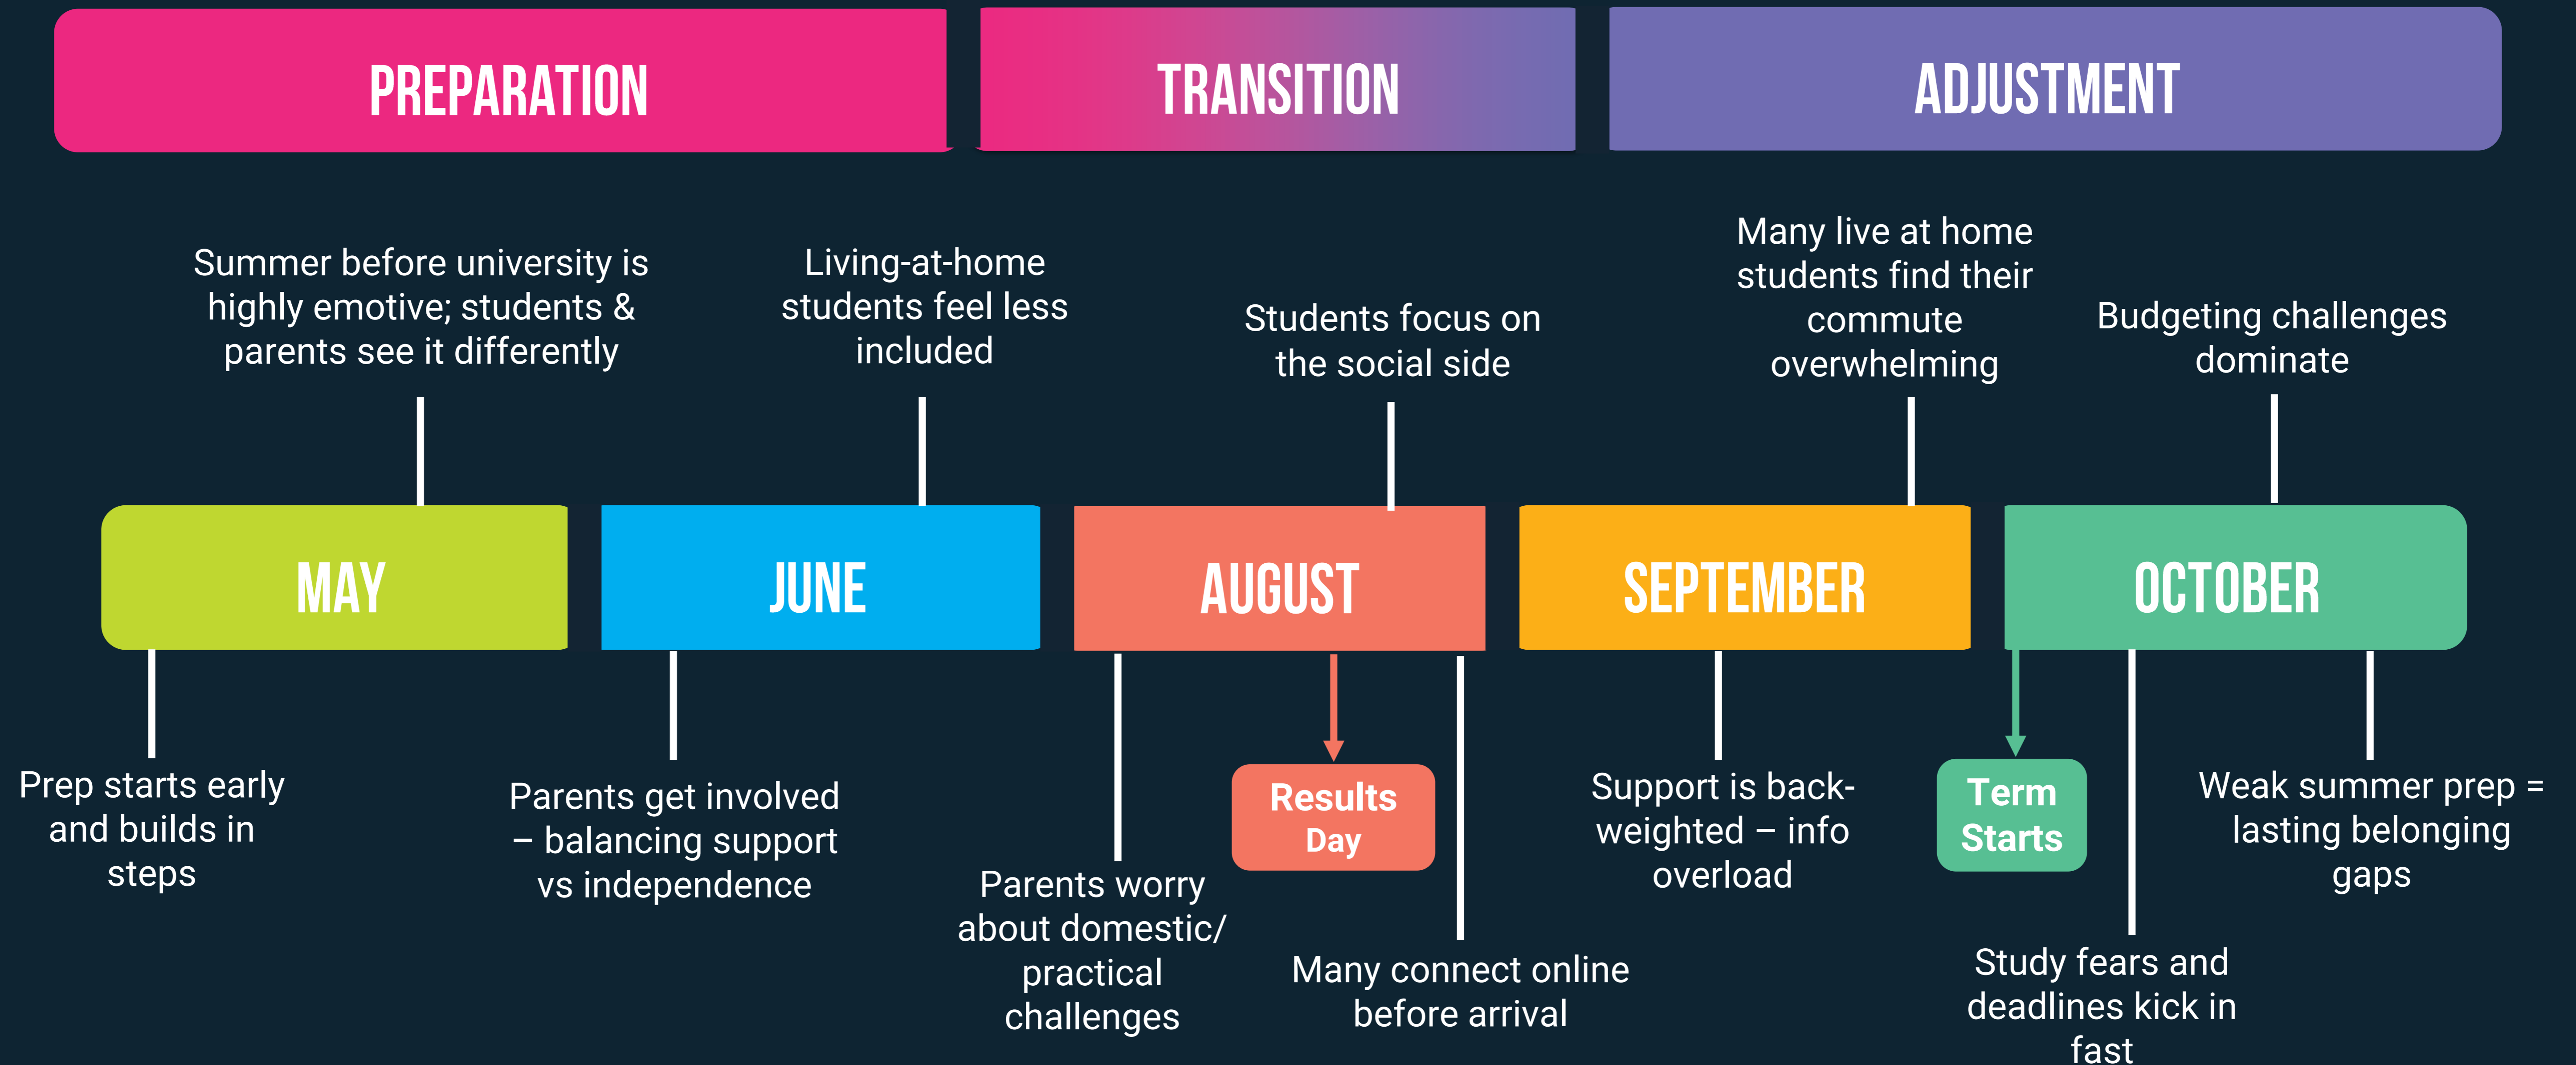 PREPARATION
TRANSITION
ADJUSTMENT
Summer before university is
highly emotive; students &
parents see it differently
Living-at-home
students feel less
included
Students focus on
the social side
Many live at home
students find their
commute
overwhelming
Budgeting challenges
dominate
MAY
JUNE
AUGUST
SEPTEMBER
OCTOBER
Prep starts early
and builds in
steps
Parents get involved
– balancing support
vs independence
Parents worry
about domestic/
practical
challenges
Results
Day
Many connect online
before arrival
Support is back-
weighted – info
overload
Term
Starts
Study fears and
deadlines kick in
fast
Weak summer prep =
lasting belonging
gaps